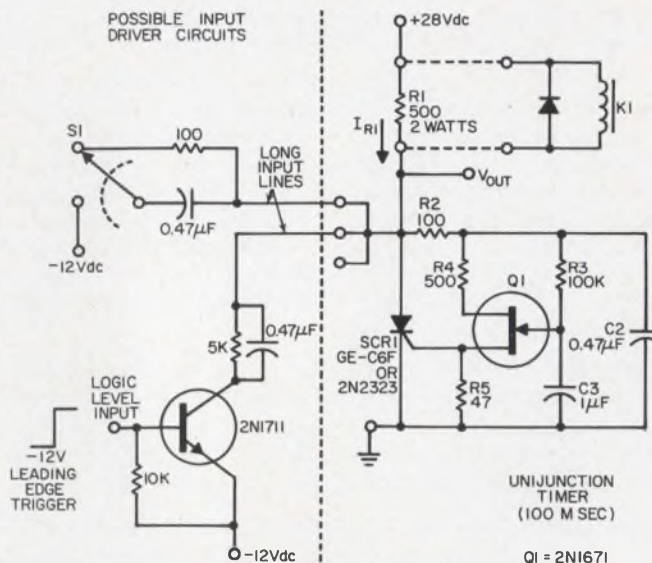 POSSIBLE INPUT
DRIVER CIRCUITS
+28Vdc
R1
500
2 WATTS
K1
I_R1
V_OUT
S1
100
LONG
INPUT
LINES
0.47µF
-12Vdc
R2
100
R4
500
Q1
R3
100K
C2
0.47µF
SCR1
GE-C6F
OR
2N2323
R5
47
C3
1µF
5K
0.47µF
LOGIC
LEVEL
INPUT
2N1711
-12V
LEADING
EDGE
TRIGGER
10K
-12Vdc
UNIJUNCTION
TIMER
(100 M SEC)
Q1 = 2N1671